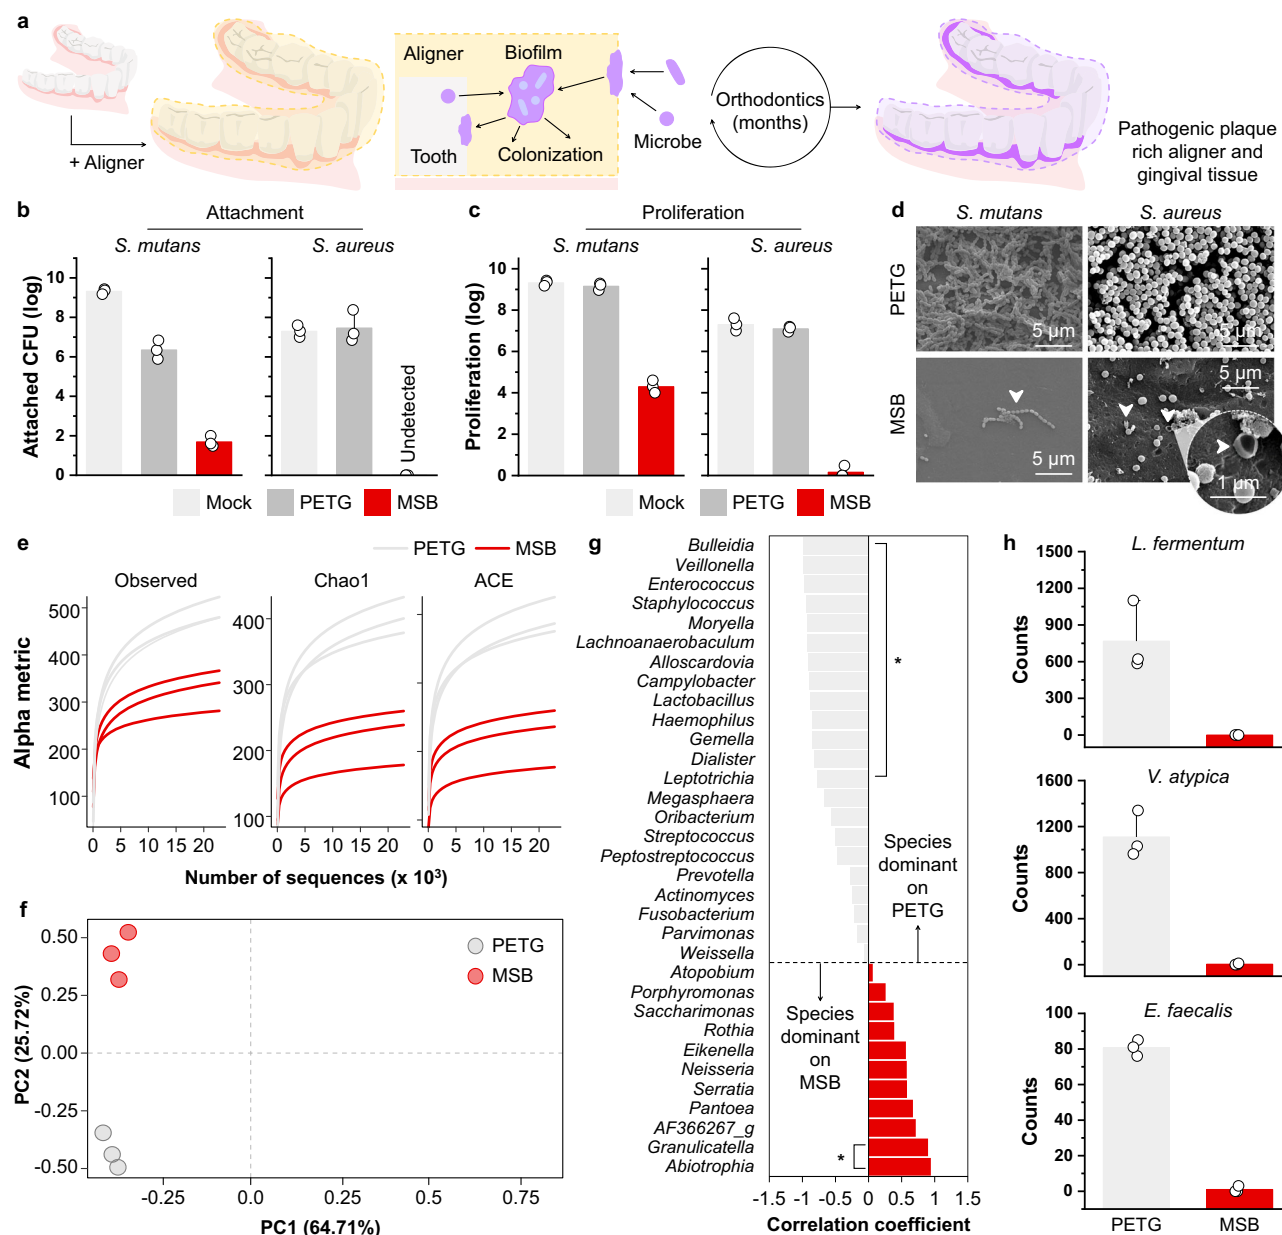 a
+ Aligner
Aligner
Biofilm
Tooth
Colonization
Microbe
Orthodontics
(months)
Pathogenic plaque
rich aligner and
gingival tissue
b
Attachment
S. mutans
S. aureus
Attached CFU (log)
10
8
6
4
2
0
Undetected
Mock
PETG
MSB
c
Proliferation
S. mutans
S. aureus
Proliferation (log)
10
8
6
4
2
0
Mock
PETG
MSB
d
S. mutans
S. aureus
PETG
5 µm
5 µm
MSB
5 µm
5 µm
1 µm
e
PETG
MSB
Observed
Chao1
ACE
Alpha metric
500
400
300
200
100
400
300
200
100
0 5 10 15 20
0 5 10 15 20
0 5 10 15 20
Number of sequences (x 10³)
f
PC2 (25.72%)
0.50
0.25
0.00
-0.25
-0.50
PETG
MSB
-0.25
0.0
0.25
0.5
0.75
PC1 (64.71%)
g
Bulleidia
Veillonella
Enterococcus
Staphylococcus
Moryella
Lachnoanaerobaculum
Alloscardovia
Campylobacter
Lactobacillus
Haemophilus
Gemella
Dialister
Leptotrichia
Megasphaera
Oribacterium
Streptococcus
Peptostreptococcus
Prevotella
Actinomyces
Fusobacterium
Parvimonas
Weissella
Atopobium
Porphyromonas
Saccharimonas
Rothia
Eikenella
Neisseria
Serratia
Pantoea
AF366267_g
Granulicatella
Abiotrophia
*
Species
dominant
on
PETG
Species
dominant
on
MSB
*
-1.5
-1
-0.5
0
0.5
1
1.5
Correlation coefficient
h
L. fermentum
Counts
1500
1200
900
600
300
0
V. atypica
Counts
1600
1200
800
400
0
E. faecalis
Counts
80
60
40
20
0
PETG
MSB